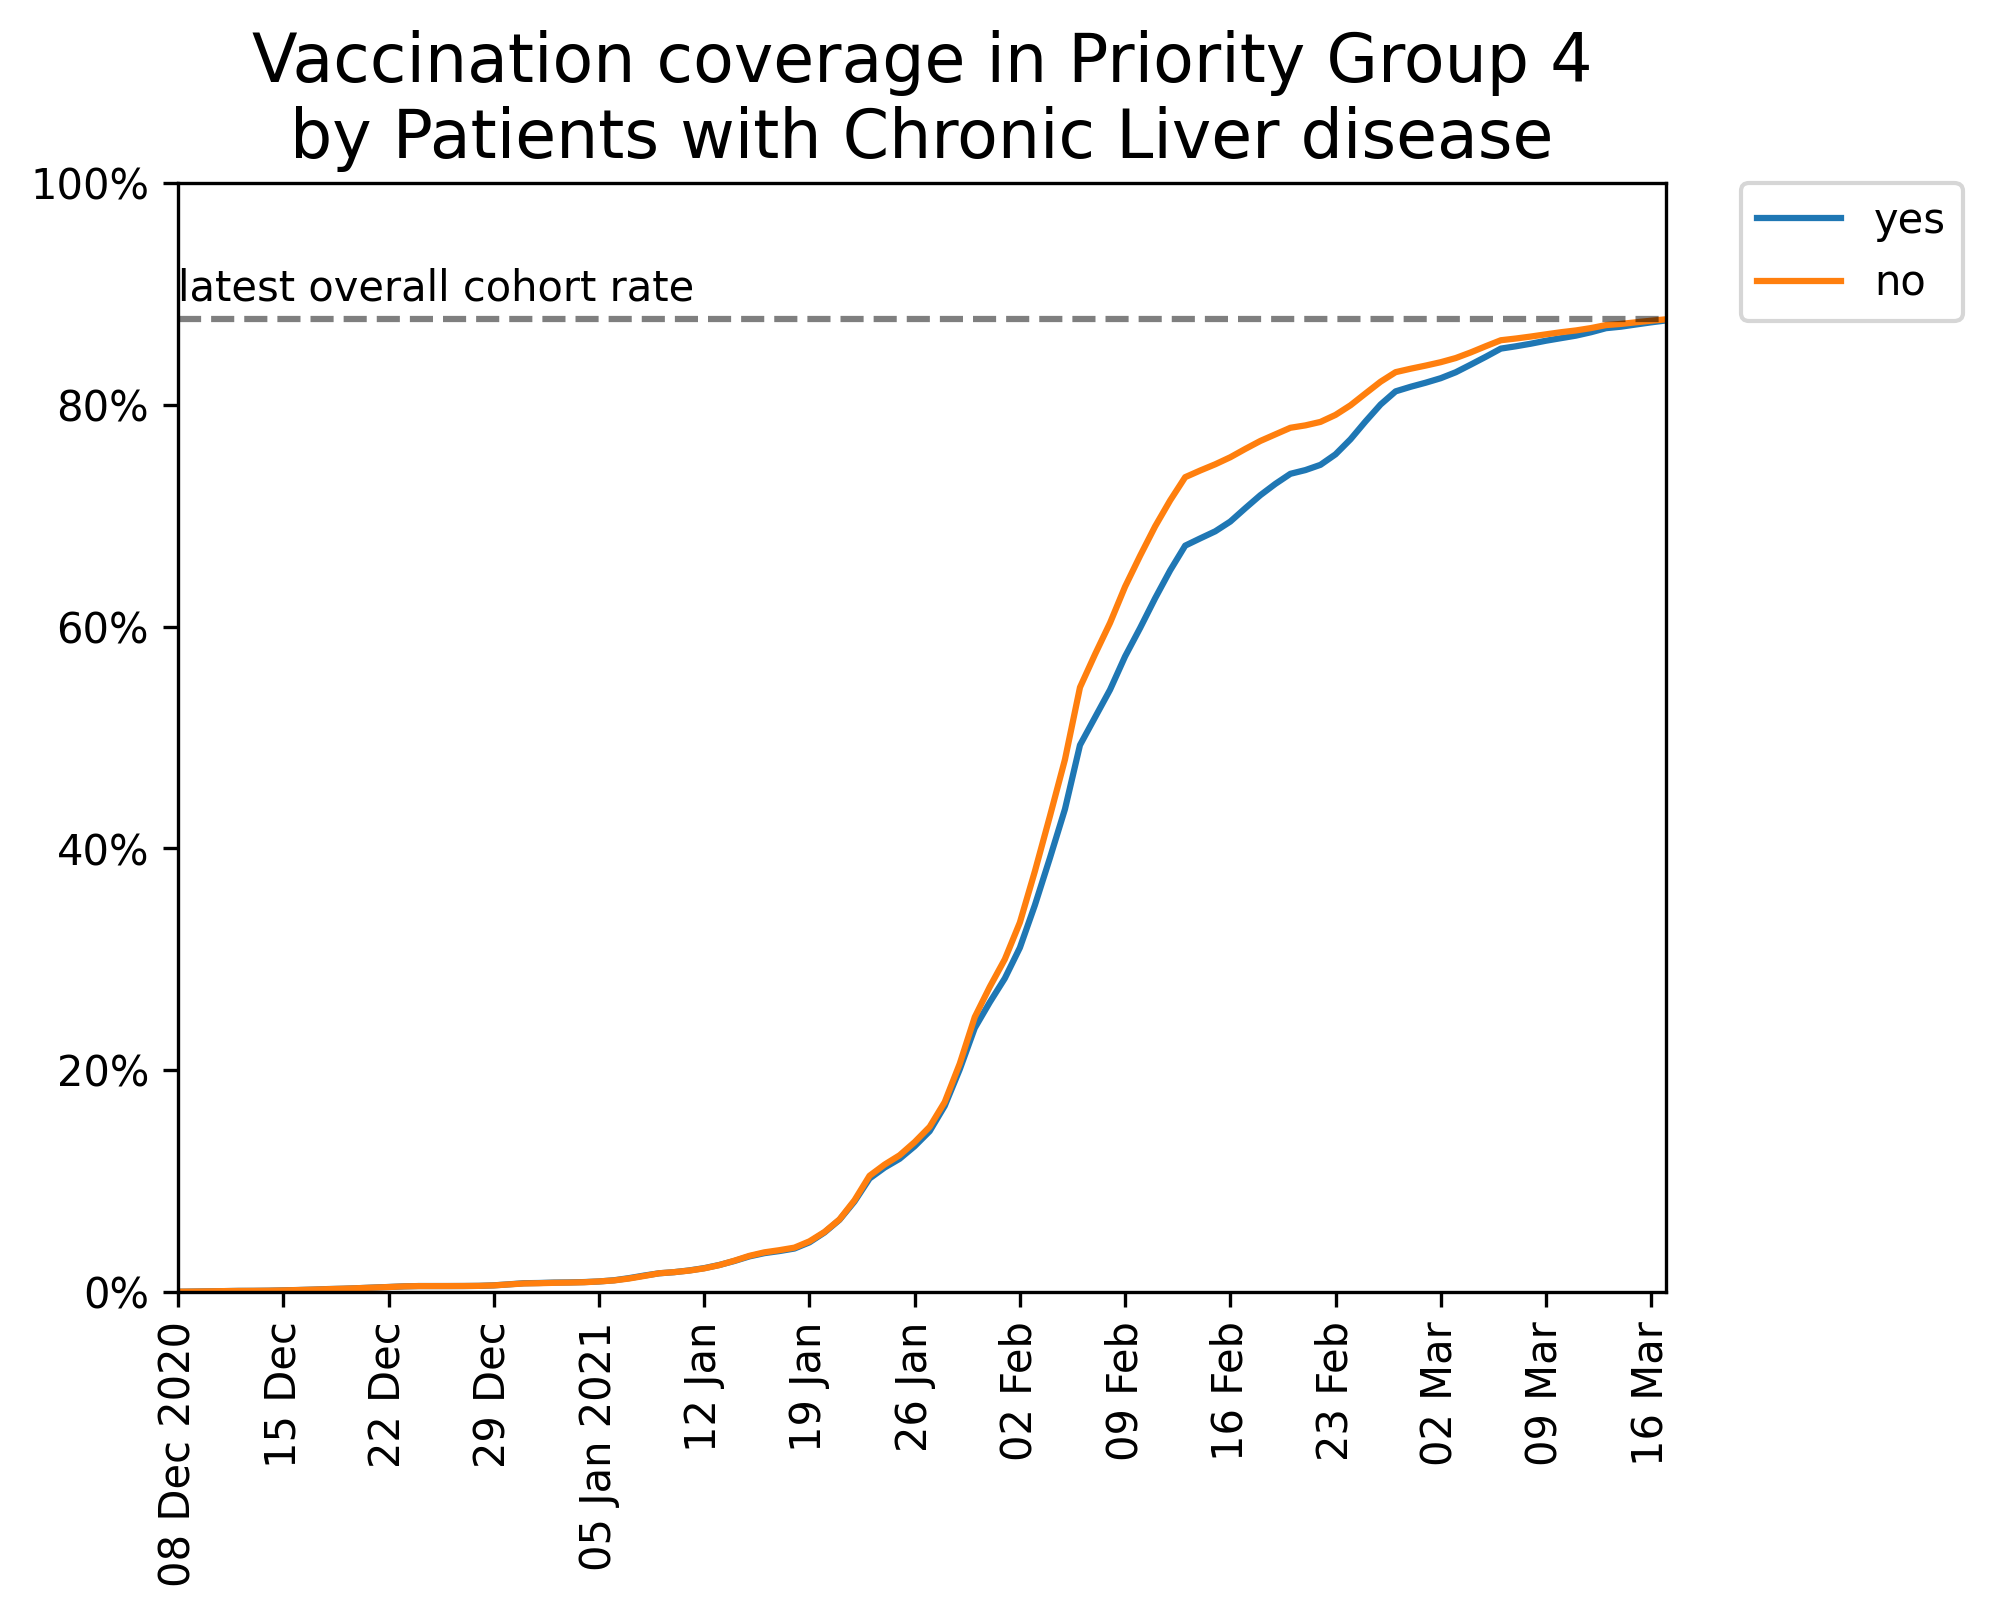 Vaccination coverage in Priority Group 4
by Patients with Chronic Liver disease
100%
80%
60%
40%
20%
0%
latest overall cohort rate
yes
no
08 Dec 2020
15 Dec
22 Dec
29 Dec
05 Jan 2021
12 Jan
19 Jan
26 Jan
02 Feb
09 Feb
16 Feb
23 Feb
02 Mar
09 Mar
16 Mar